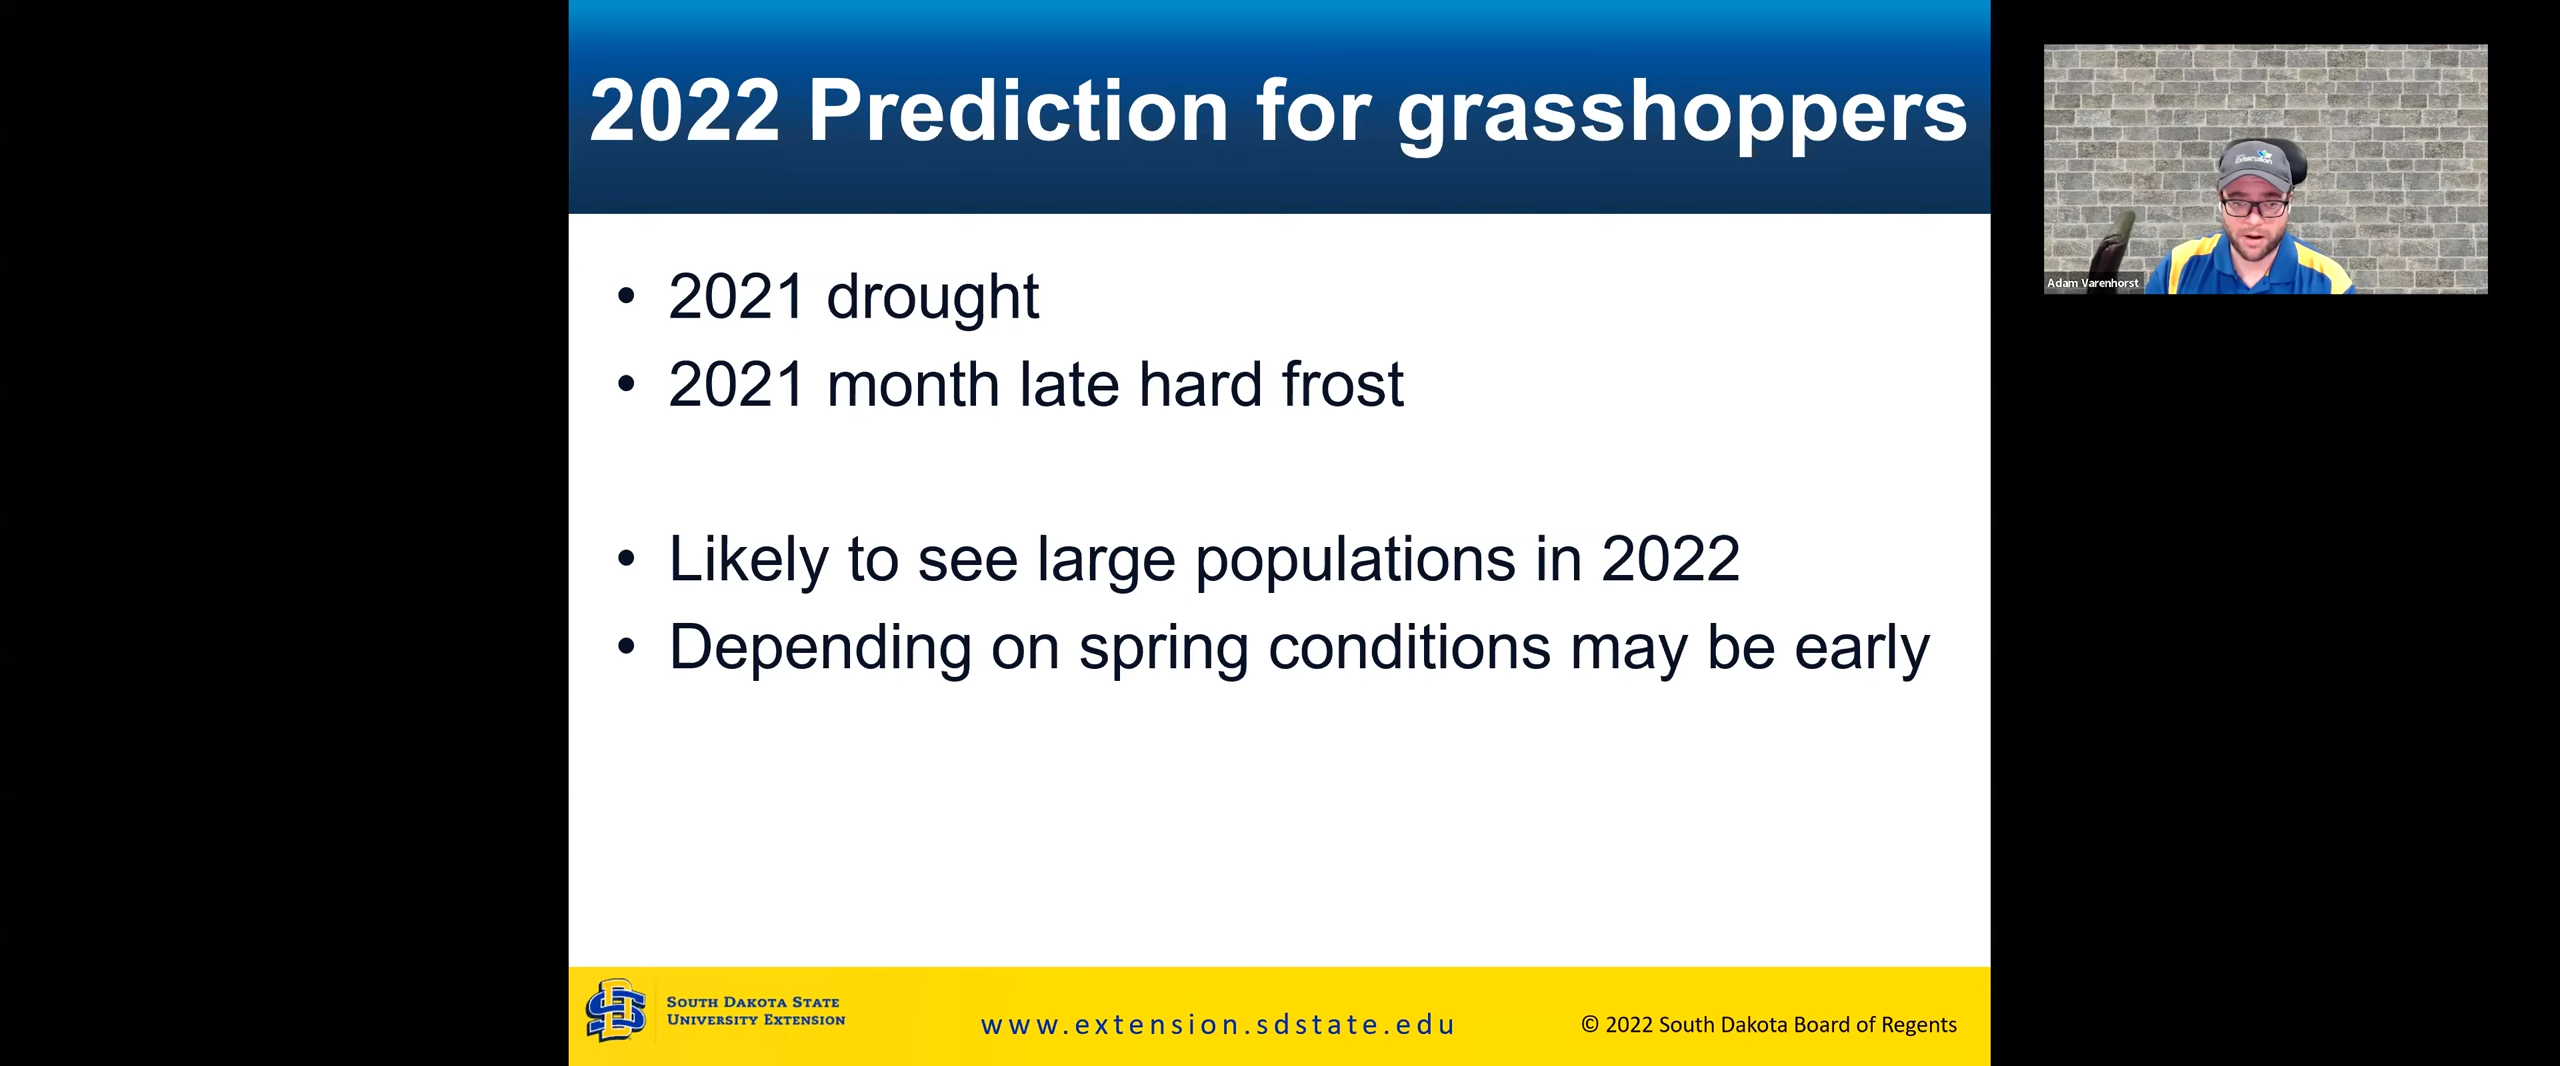 2022 Prediction for grasshoppers
• 2021 drought
• 2021 month late hard frost
• Likely to see large populations in 2022
• Depending on spring conditions may be early
SOUTH DAKOTA STATE
UNIVERSITY EXTENSION
www.extension.sdstate.edu
© 2022 South Dakota Board of Regents
Extension
Adam Varenhorst